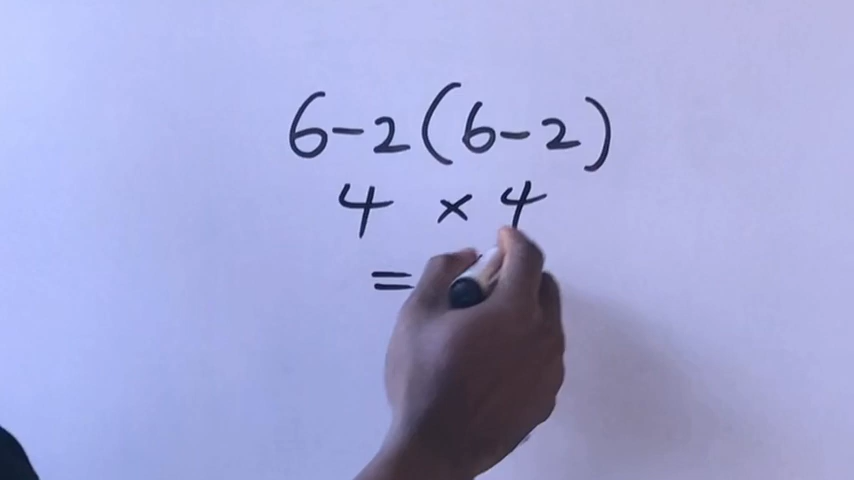 6-2(6-2)
4 × 4
=